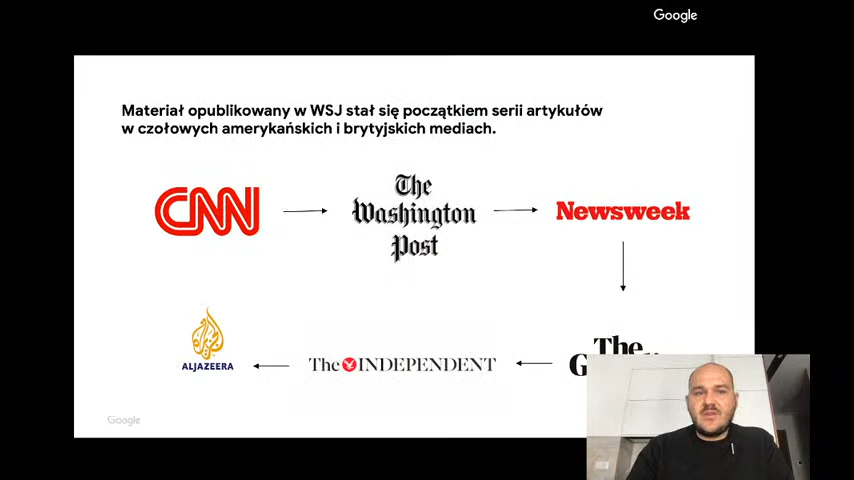 Google
Materiał opublikowany w WSJ stał się początkiem serii artykułów
w czołowych amerykańskich i brytyjskich mediach.
CNN
The
Washington
Post
Newsweek
ALJAZEERA
The INDEPENDENT
The
Google